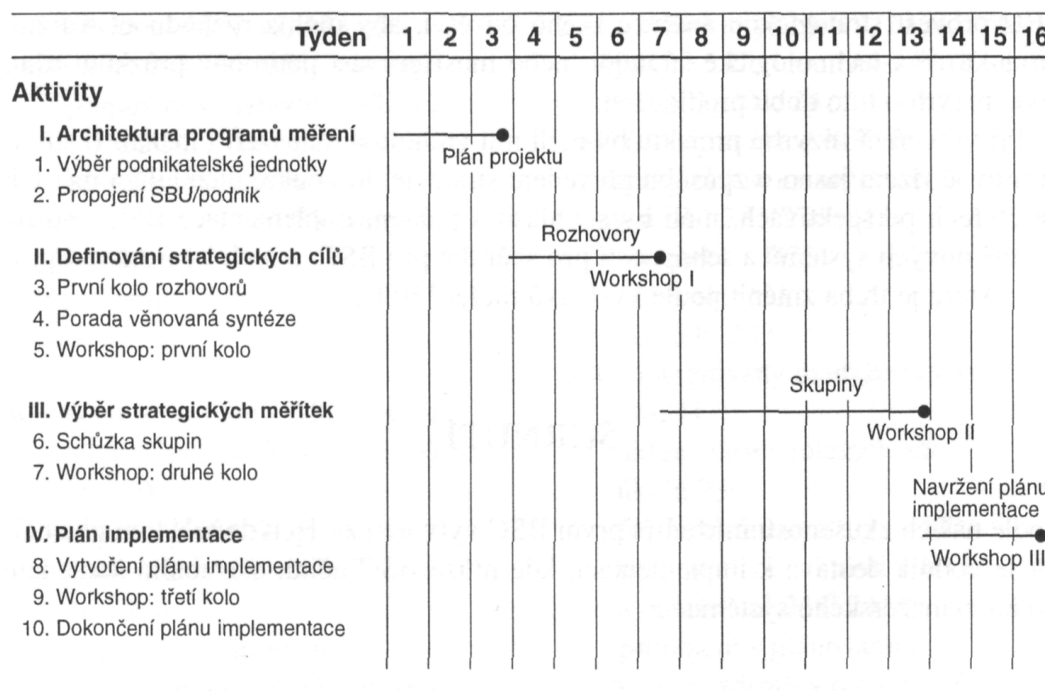 Týden 1 2 3 4 5 6 7 8 9 10 11 12 13 14 15 16
Aktivity
I. Architektura programů měření
Plán projektu
1. Výběr podnikatelské jednotky
2. Propojení SBU/podnik
Rozhovory
II. Definování strategických cílů
Workshop I
3. První kolo rozhovorů
4. Porada věnovaná syntéze
5. Workshop: první kolo
Skupiny
III. Výběr strategických měřítek
Workshop II
6. Schůzka skupin
7. Workshop: druhé kolo
Navržení plánu
implementace
IV. Plán implementace
Workshop III
8. Vytvoření plánu implementace
9. Workshop: třetí kolo
10. Dokončení plánu implementace